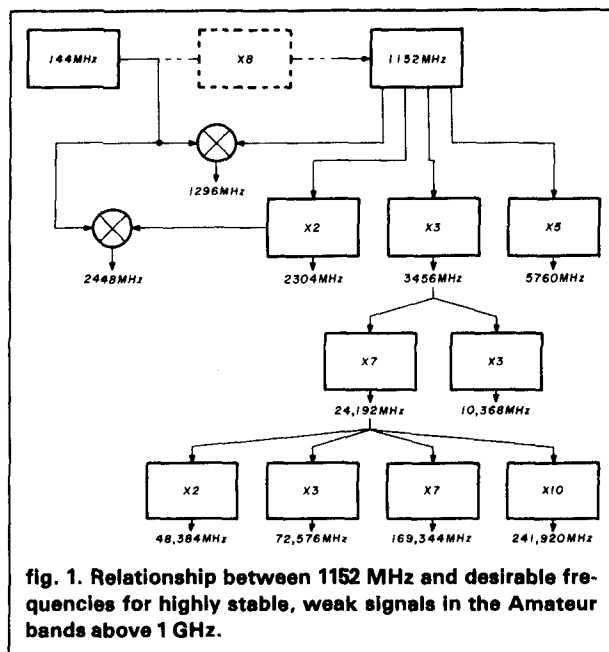 144MHz
X8
1152MHz
1296MHz
2448MHz
X2
X3
X5
2304MHz
3456MHz
5760MHz
X7
X3
24,192MHz
10,368MHz
X2
X3
X7
X10
48,384MHz
72,576MHz
169,344MHz
241,920MHz
fig. 1. Relationship between 1152 MHz and desirable fre-
quencies for highly stable, weak signals in the Amateur
bands above 1 GHz.